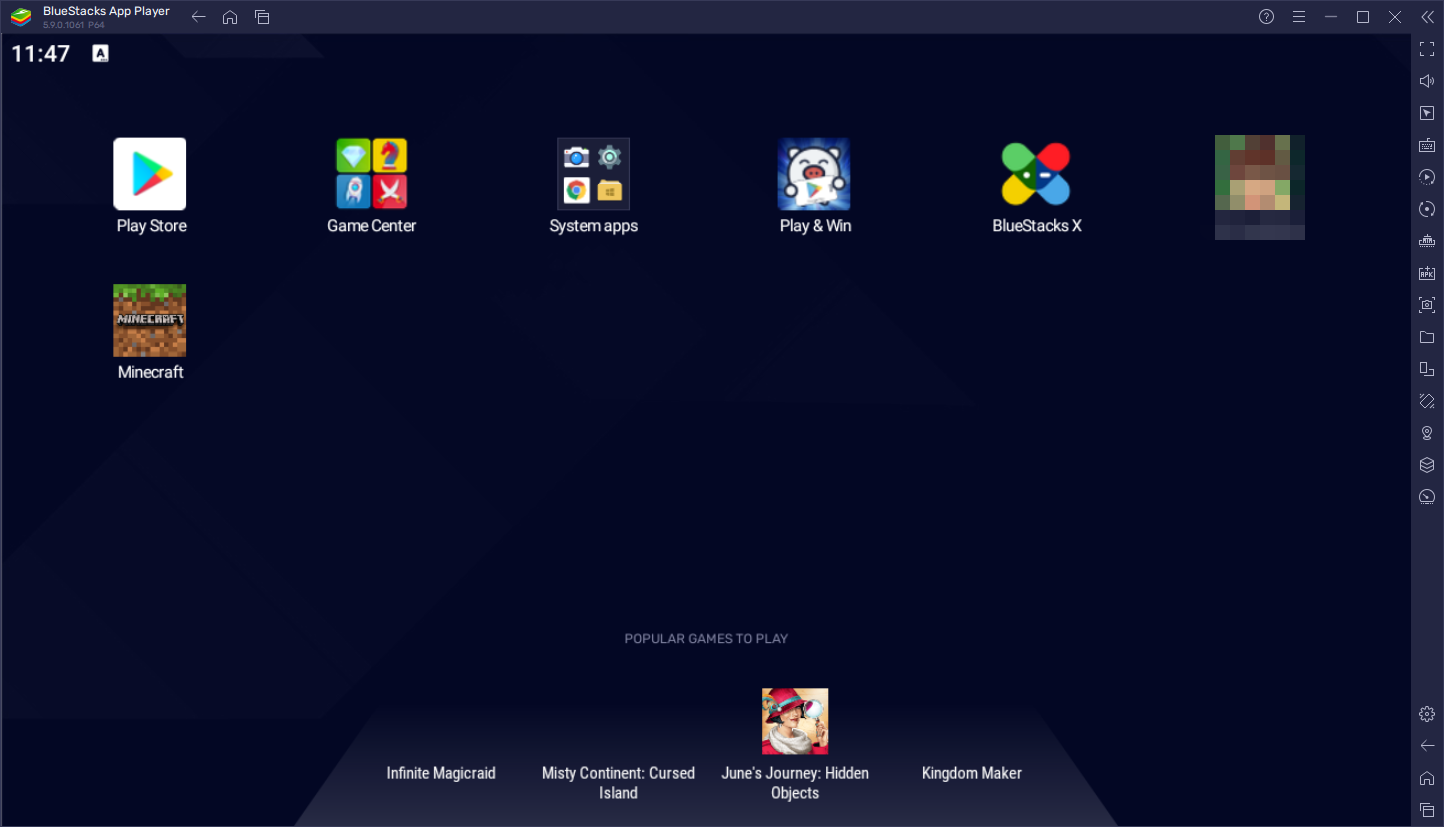 BlueStacks App Player
5.9.0.1061 P64
11:47
A
Play Store
Game Center
System apps
Play & Win
BlueStacks X
MINECRAFT
Minecraft
POPULAR GAMES TO PLAY
Infinite Magicraid
Misty Continent: Cursed
Island
June's Journey: Hidden
Objects
Kingdom Maker
APK